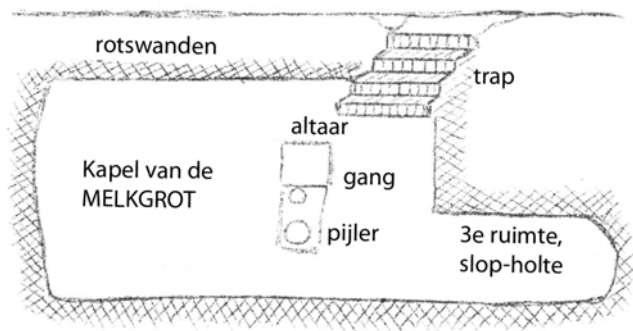 rotswanden
trap
altaar
Kapel van de
MELKGROT
gang
pijler
3e ruimte,
slop-holte